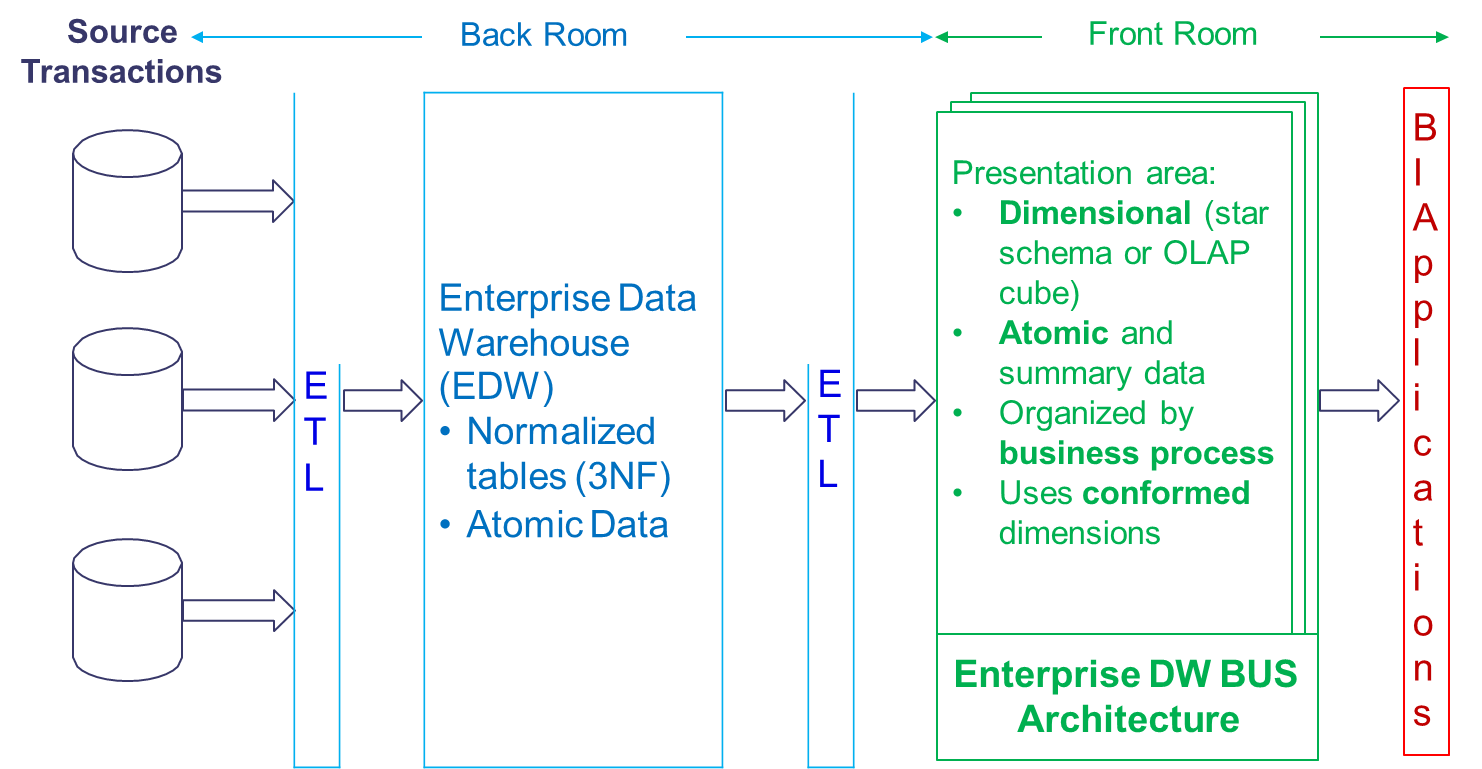 Source
Transactions
Back Room
Front Room
E
T
L
Enterprise Data
Warehouse
(EDW)
• Normalized
tables (3NF)
• Atomic Data
E
T
L
Presentation area:
• Dimensional (star
schema or OLAP
cube)
• Atomic and
summary data
• Organized by
business process
• Uses conformed
dimensions
Enterprise DW BUS
Architecture
B
I
A
p
p
l
i
c
a
t
i
o
n
s